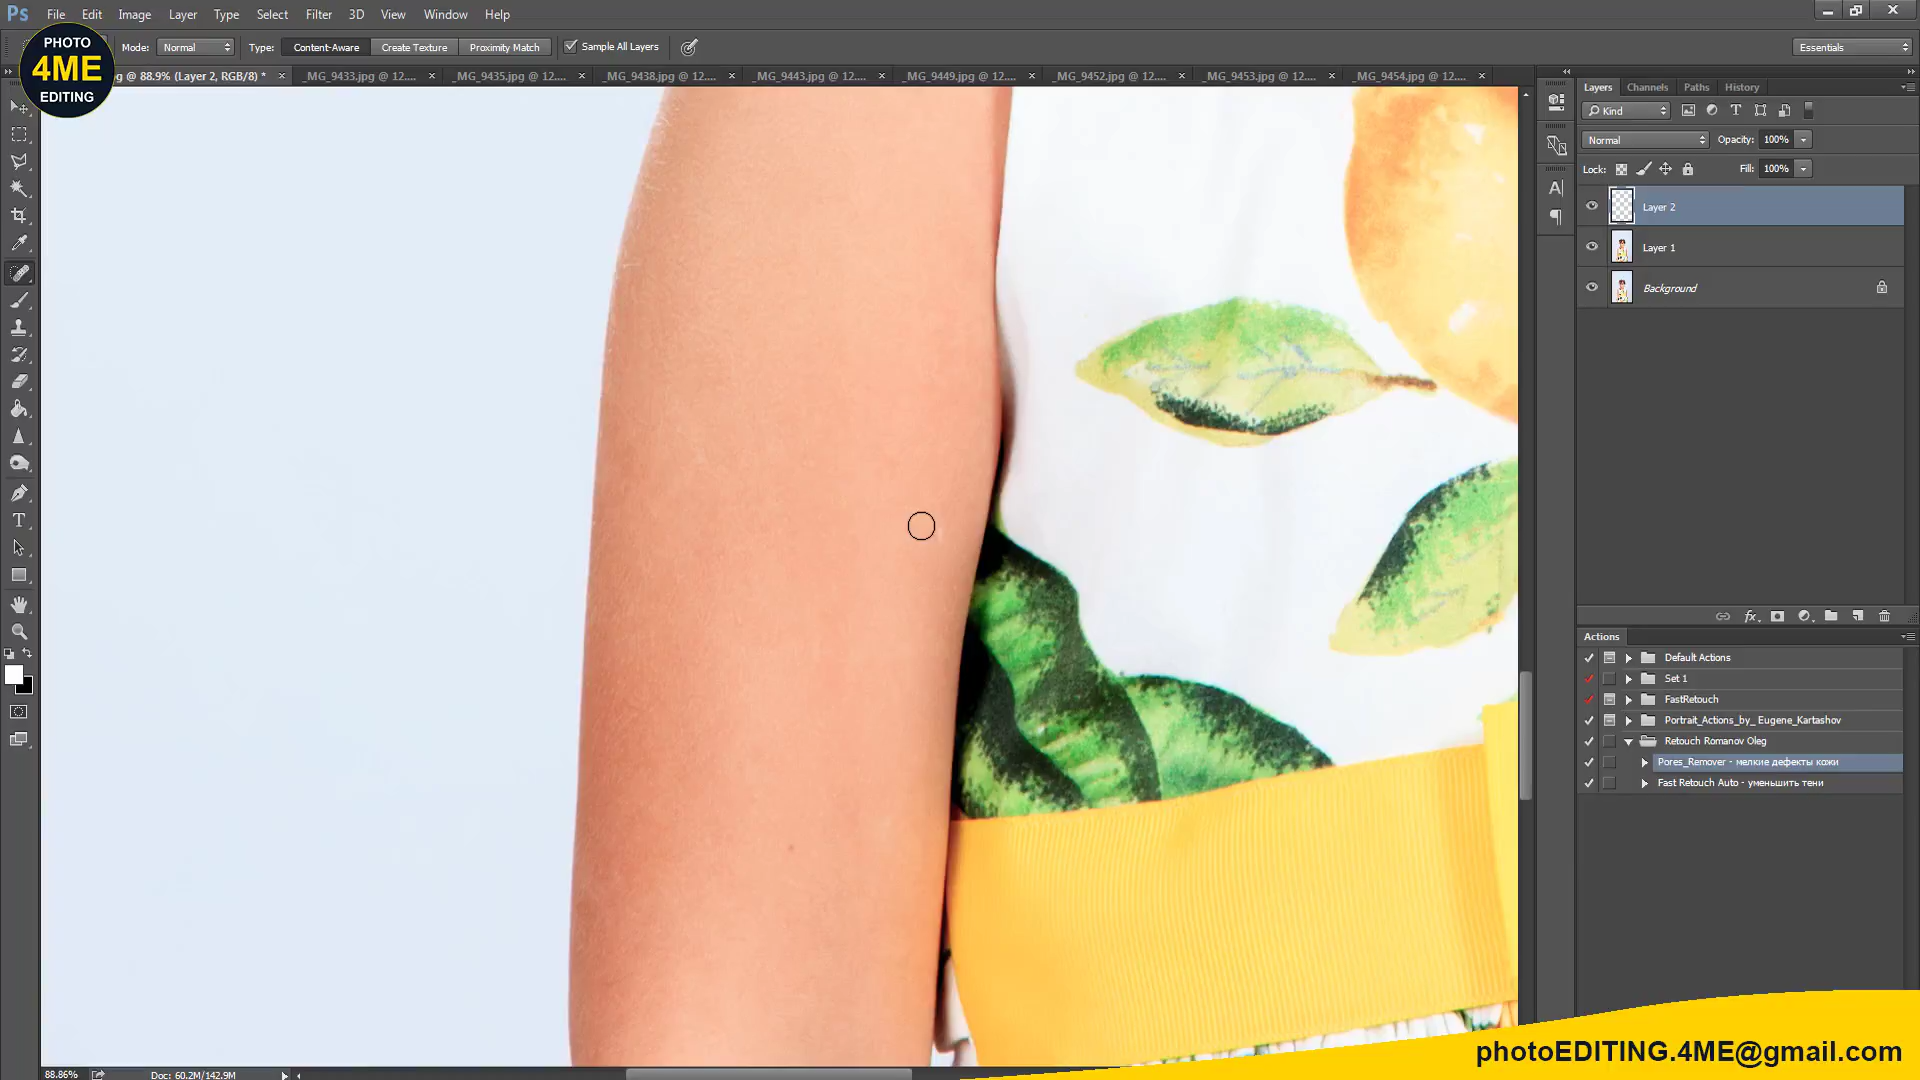 Ps File Edit Image Layer Type Select Filter 3D View Window Help
PHOTO
4ME
EDITING
Mode: Normal Type: Content-Aware Create Texture Proximity Match Sample All Layers Essentials
g @ 88.9% (Layer 2, RGB/8) * _MG_9433.jpg @ 12.... _MG_9435.jpg @ 12.... _MG_9438.jpg @ 12.... _MG_9443.jpg @ 12.... _MG_9449.jpg @ 12.... _MG_9452.jpg @ 12.... _MG_9453.jpg @ 12.... _MG_9454.jpg @ 12....
Layers Channels Paths History
Kind
Normal Opacity: 100%
Lock: Fill: 100%
Layer 2
Layer 1
Background
Actions
Default Actions
Set 1
FastRetouch
Portrait_Actions_by_ Eugene_Kartashov
Retouch Romanov Oleg
Pores_Remover - мелкие дефекты кожи
Fast Retouch Auto - уменьшить тени
photoEDITING.4ME@gmail.com
88.86% Doc: 60.2M/142.9M